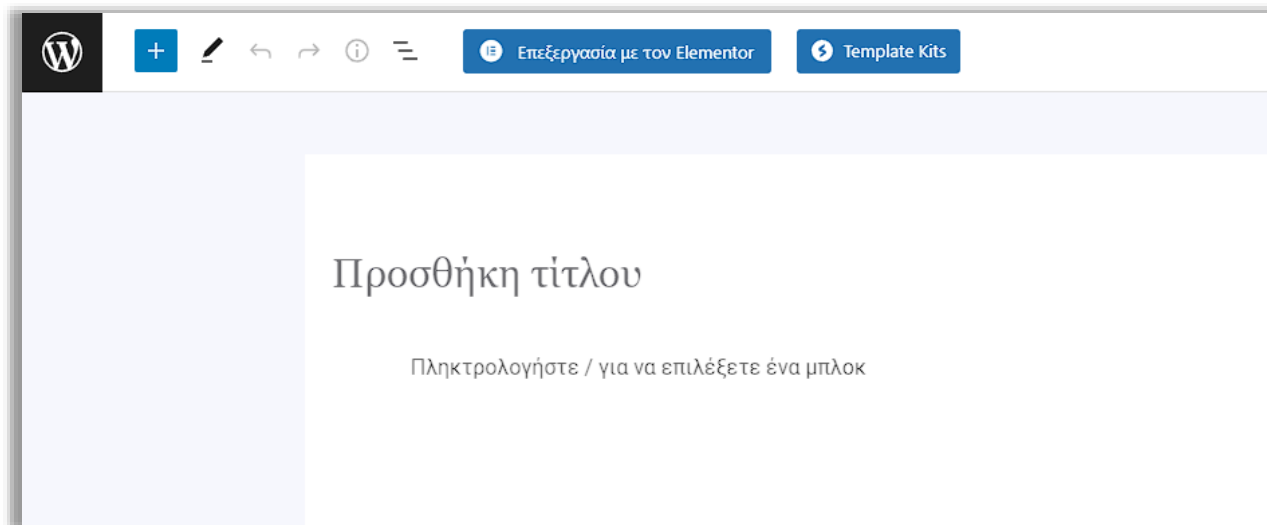 Επεξεργασία με τον Elementor
Template Kits
Προσθήκη τίτλου
Πληκτρολογήστε / για να επιλέξετε ένα μπλοκ